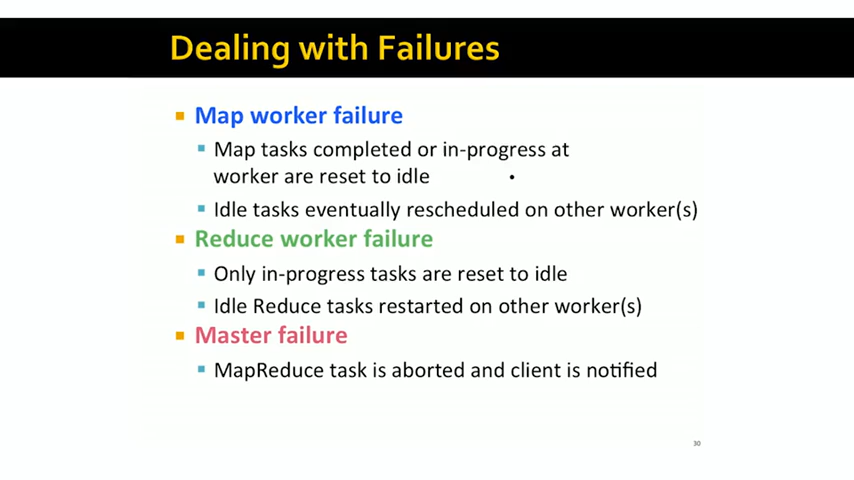 Dealing with Failures
Map worker failure
Map tasks completed or in-progress at
worker are reset to idle
Idle tasks eventually rescheduled on other worker(s)
Reduce worker failure
Only in-progress tasks are reset to idle
Idle Reduce tasks restarted on other worker(s)
Master failure
MapReduce task is aborted and client is notified
30